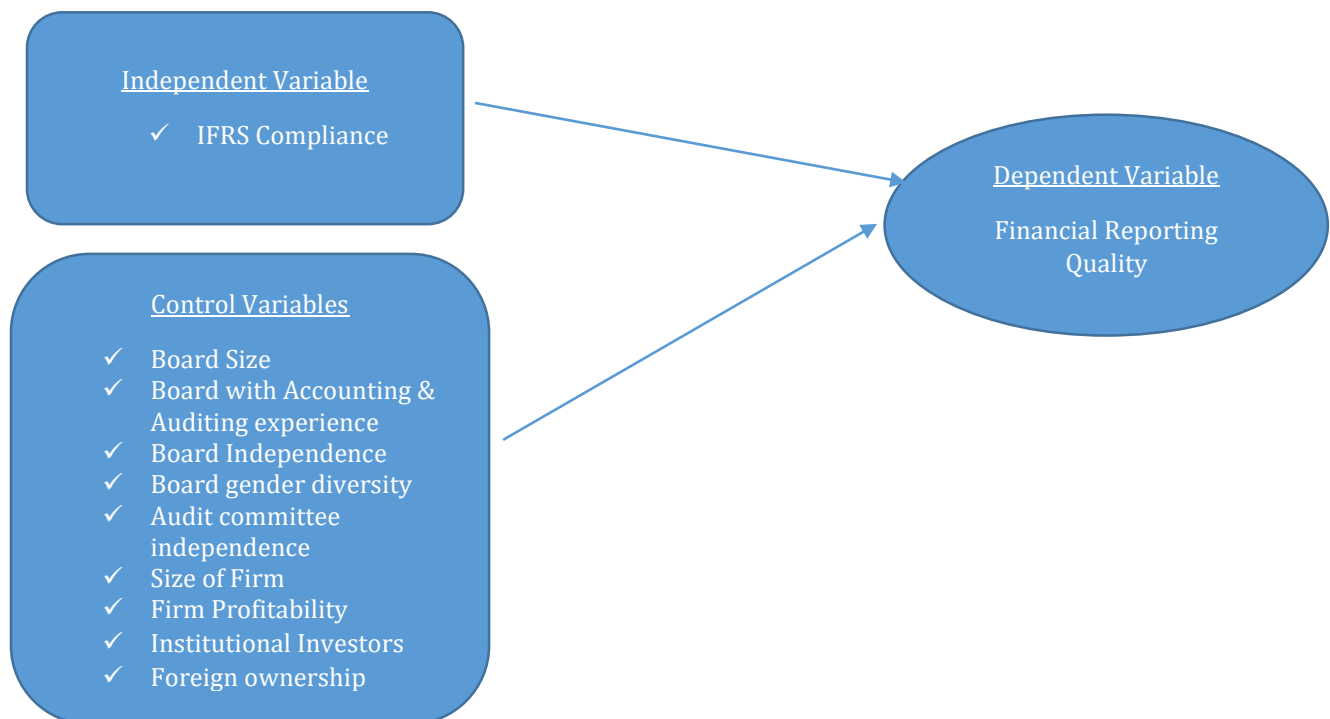 Independent Variable
✓ IFRS Compliance
Dependent Variable
Financial Reporting
Quality
Control Variables
✓ Board Size
✓ Board with Accounting &
Auditing experience
✓ Board Independence
✓ Board gender diversity
✓ Audit committee
independence
✓ Size of Firm
✓ Firm Profitability
✓ Institutional Investors
✓ Foreign ownership